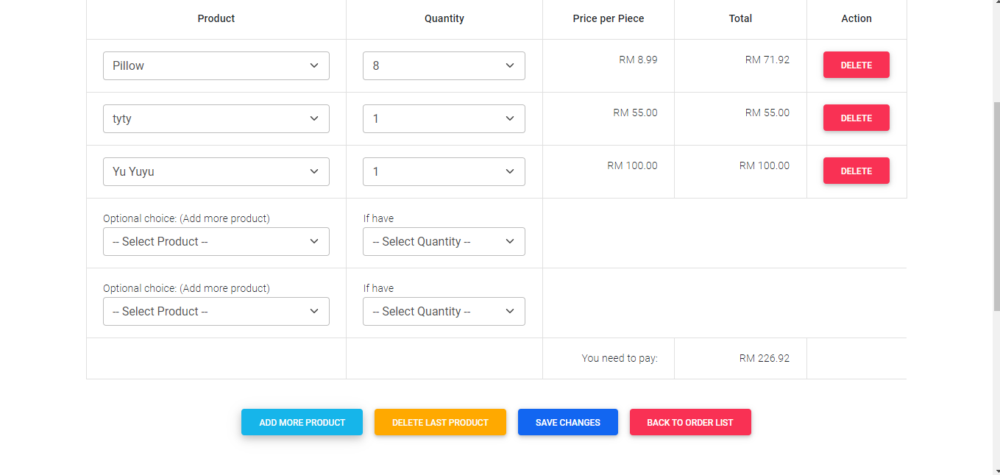 Product Quantity Price per Piece Total Action
Pillow 8 RM 8.99 RM 71.92 DELETE
tyty 1 RM 55.00 RM 55.00 DELETE
Yu Yuyu 1 RM 100.00 RM 100.00 DELETE
Optional choice: (Add more product) If have
-- Select Product -- -- Select Quantity --
Optional choice: (Add more product) If have
-- Select Product -- -- Select Quantity --
You need to pay: RM 226.92
ADD MORE PRODUCT DELETE LAST PRODUCT SAVE CHANGES BACK TO ORDER LIST